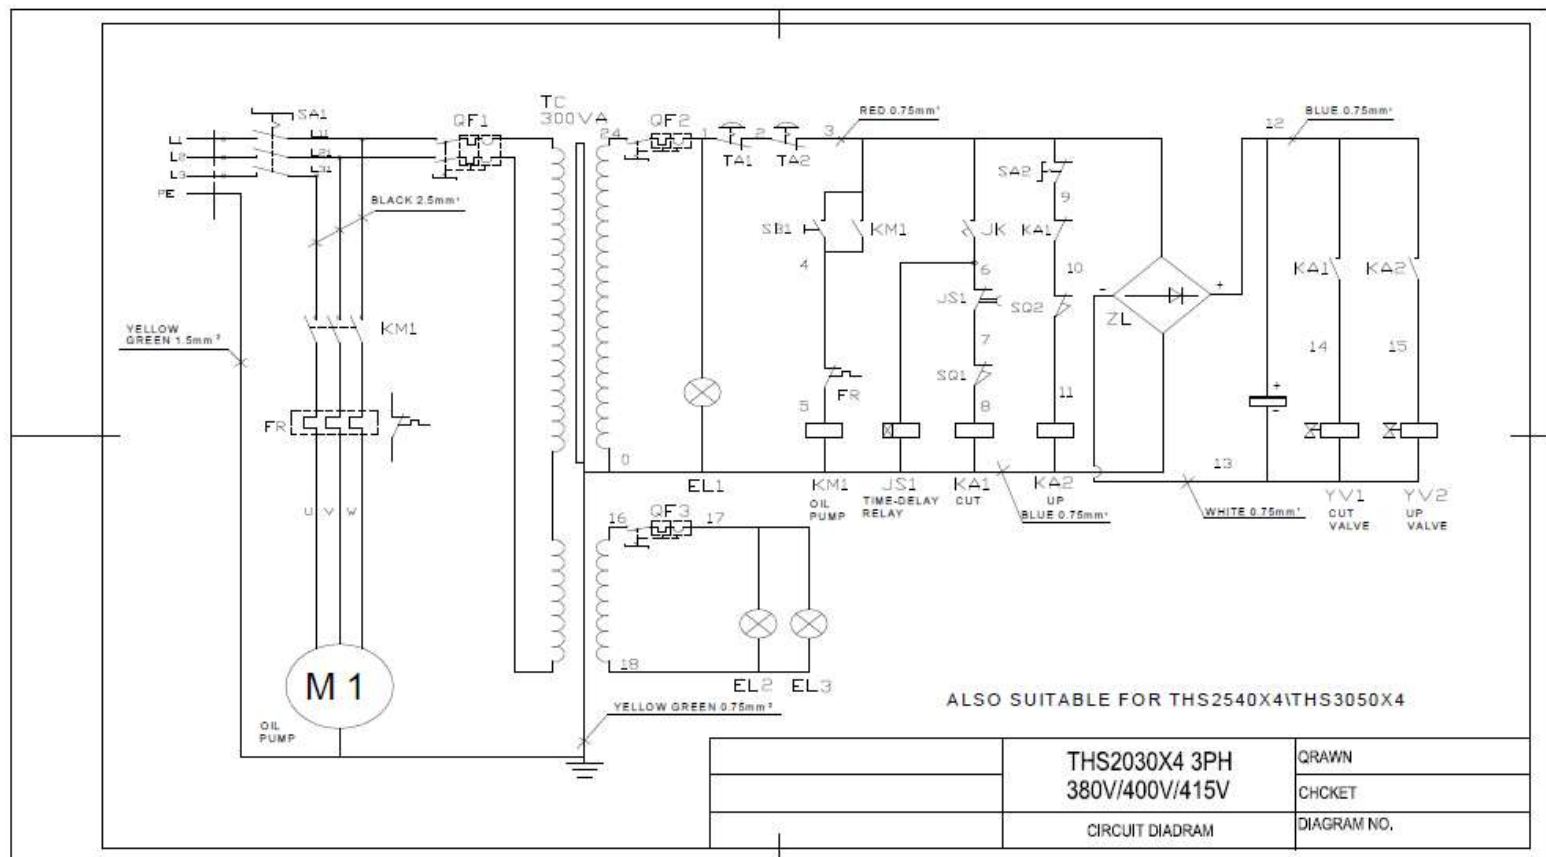 TC
300VA
SA1
QF1
24
QF2
1
2
3
TA1
TA2
RED 0.75mm²
12
BLUE 0.75mm²
L1
L2
L3
PE
L11
L21
L31
BLACK 2.5mm²
SA2
9
SB1
KM1
JK
KA1
4
6
10
KA1
KA2
JS1
SQ2
-
+
ZL
YELLOW
GREEN 1.5mm²
KM1
7
14
15
SQ1
FR
11
5
8
+
-
FR
0
13
EL1
KM1
JS1
KA1
KA2
OIL
PUMP
TIME-DELAY
RELAY
CUT
UP
BLUE 0.75mm²
WHITE 0.75mm²
YV1
YV2
CUT
VALVE
UP
VALVE
U
V
W
16
QF3
17
18
EL2
EL3
M 1
OIL
PUMP
YELLOW GREEN 0.75mm²
ALSO SUITABLE FOR THS2540X4\THS3050X4
THS2030X4 3PH
380V/400V/415V
CIRCUIT DIADRAM
QRAWN
CHCKET
DIAGRAM NO.